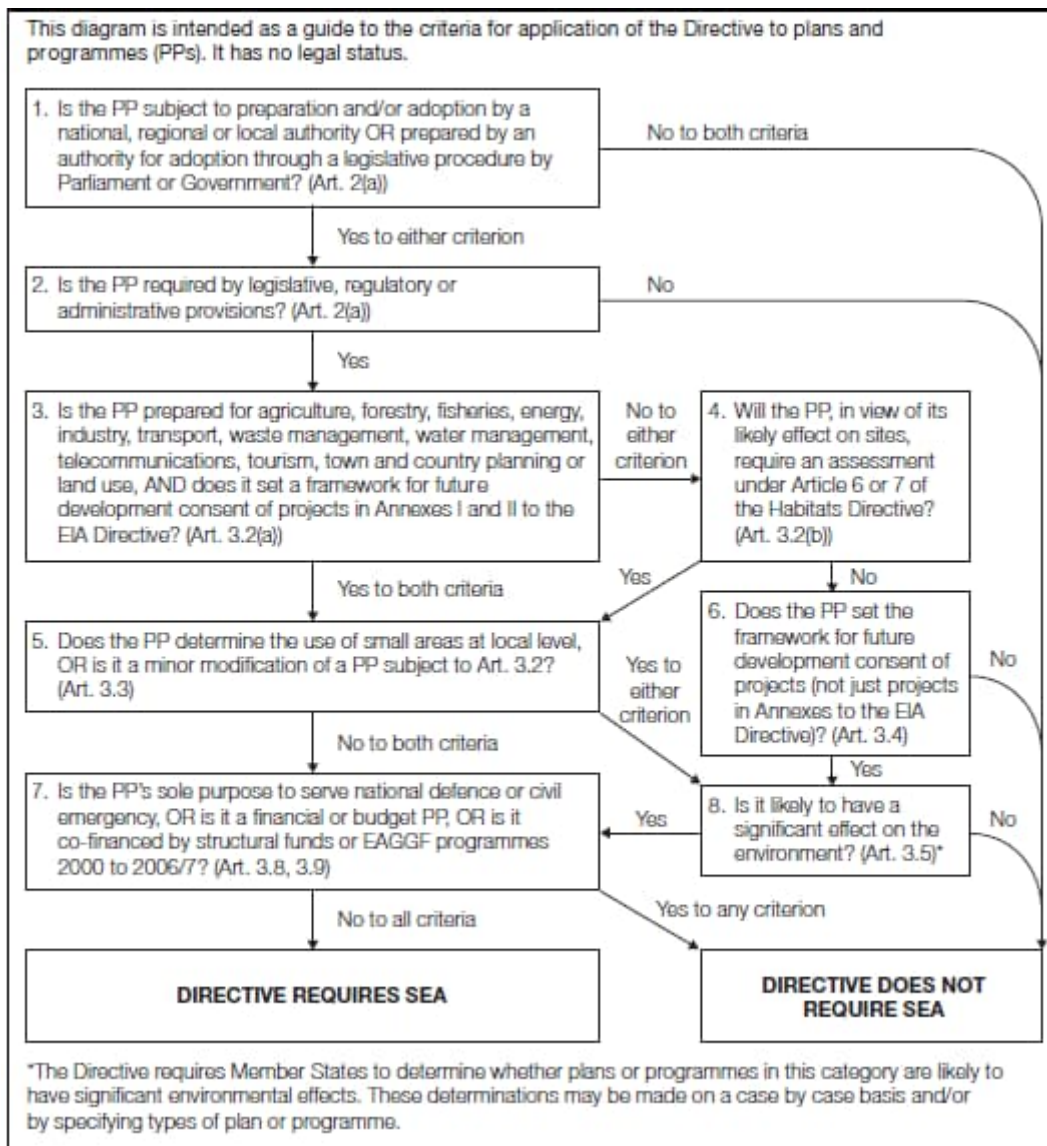 This diagram is intended as a guide to the criteria for application of the Directive to plans and
programmes (PPs). It has no legal status.
1. Is the PP subject to preparation and/or adoption by a
national, regional or local authority OR prepared by an
authority for adoption through a legislative procedure by
Parliament or Government? (Art. 2(a))
No to both criteria
Yes to either criterion
2. Is the PP required by legislative, regulatory or
administrative provisions? (Art. 2(a))
No
Yes
3. Is the PP prepared for agriculture, forestry, fisheries, energy,
industry, transport, waste management, water management,
telecommunications, tourism, town and country planning or
land use, AND does it set a framework for future
development consent of projects in Annexes I and II to the
EIA Directive? (Art. 3.2(a))
No to
either
criterion
4. Will the PP, in view of its
likely effect on sites,
require an assessment
under Article 6 or 7 of
the Habitats Directive?
(Art. 3.2(b))
Yes to both criteria
Yes
No
5. Does the PP determine the use of small areas at local level,
OR is it a minor modification of a PP subject to Art. 3.2?
(Art. 3.3)
Yes to
either
criterion
6. Does the PP set the
framework for future
development consent of
projects (not just projects
in Annexes to the EIA
Directive)? (Art. 3.4)
No
No to both criteria
Yes
7. Is the PP's sole purpose to serve national defence or civil
emergency, OR is it a financial or budget PP, OR is it
co-financed by structural funds or EAGGF programmes
2000 to 2006/7? (Art. 3.8, 3.9)
Yes
8. Is it likely to have a
significant effect on the
environment? (Art. 3.5)*
No
No to all criteria
Yes to any criterion
DIRECTIVE REQUIRES SEA
DIRECTIVE DOES NOT
REQUIRE SEA
*The Directive requires Member States to determine whether plans or programmes in this category are likely to
have significant environmental effects. These determinations may be made on a case by case basis and/or
by specifying types of plan or programme.